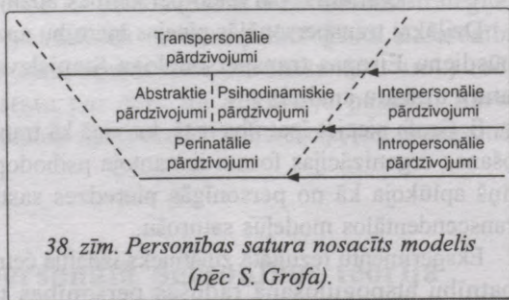 Transpersonālie
pārdzīvojumi
Abstraktie Psihodinamiskie Interpersonālie
pārdzīvojumi pārdzīvojumi pārdzīvojumi
Perinatālie Intropersonālie
pārdzīvojumi pārdzīvojumi
38. zīm. Personības satura nosacīts modelis
(pēc S. Grofa).